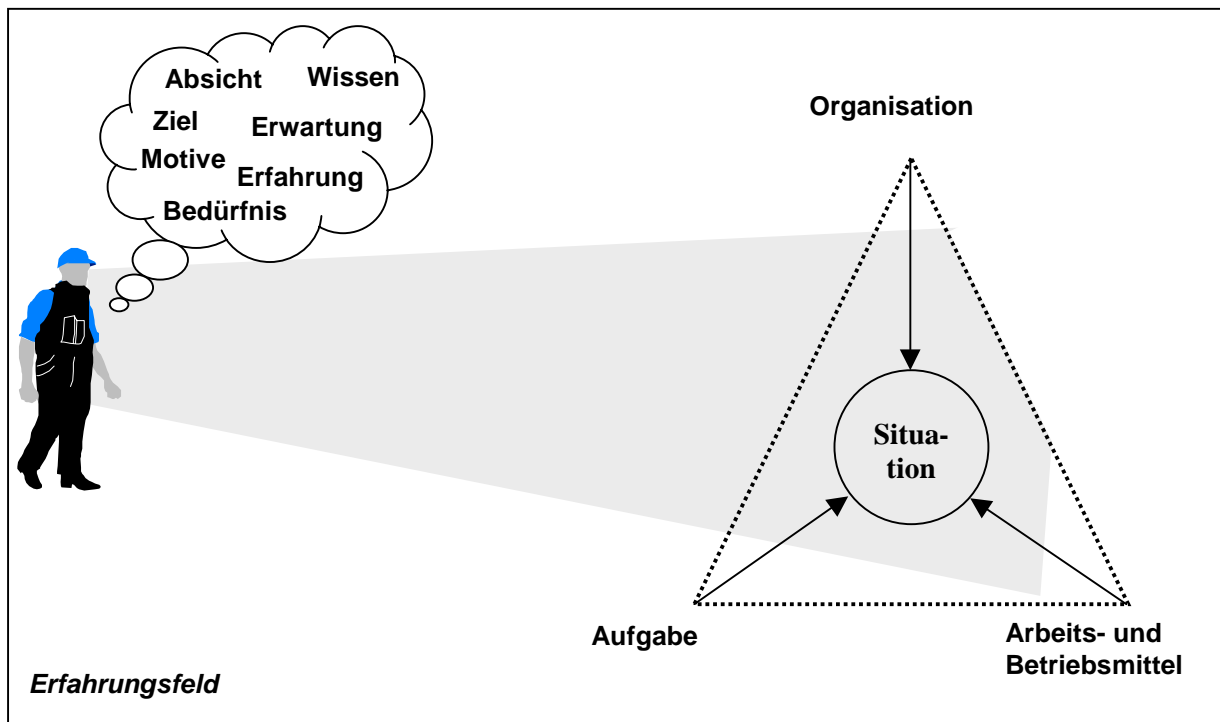 Absicht Wissen
Ziel Erwartung
Motive
Erfahrung
Bedürfnis
Organisation
Situa-
tion
Aufgabe
Arbeits- und
Betriebsmittel
Erfahrungsfeld